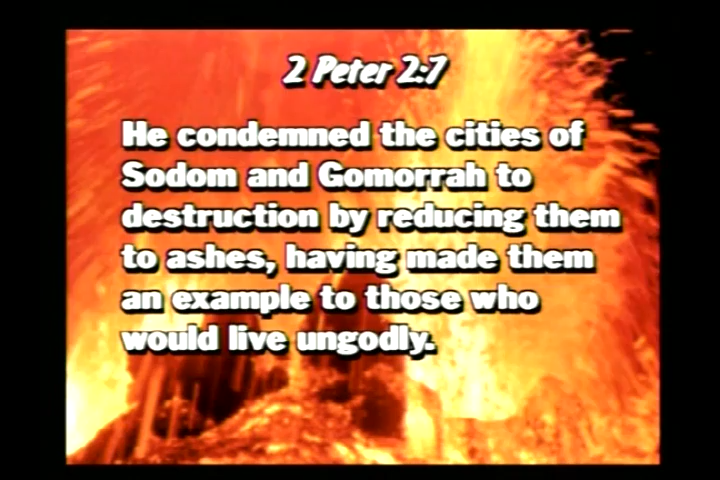 2 Peter 2:7
He condemned the cities of
Sodom and Gomorrah to
destruction by reducing them
to ashes, having made them
an example to those who
would live ungodly.